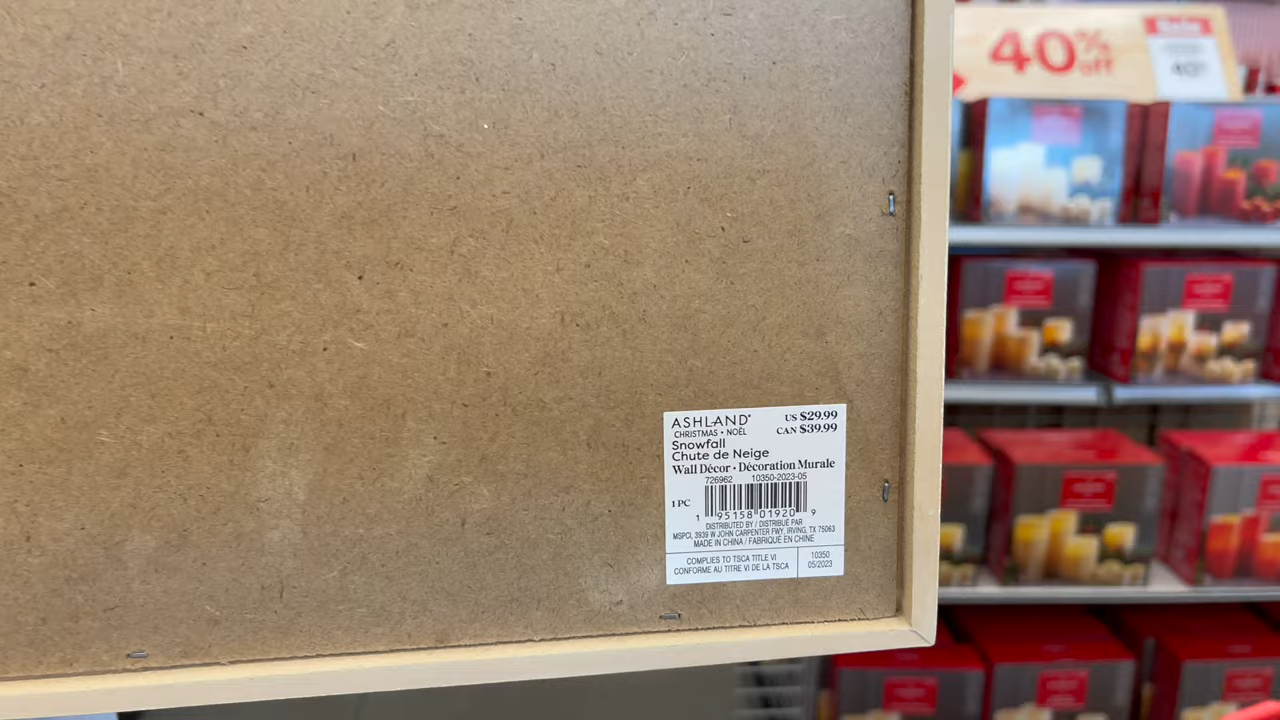 40% off
Sale
ASHLAND®
US $29.99
CHRISTMAS • NOËL
CAN $39.99
Snowfall
Chute de Neige
Wall Décor • Décoration Murale
726962 10350-2023-05
1 PC
1 95158 01920 9
DISTRIBUTED BY / DISTRIBUÉ PAR
MSPCI, 3939 W JOHN CARPENTER FWY, IRVING, TX 75063
MADE IN CHINA / FABRIQUÉ EN CHINE
COMPLIES TO TSCA TITLE VI
CONFORME AU TITRE VI DE LA TSCA
10350
05/2023